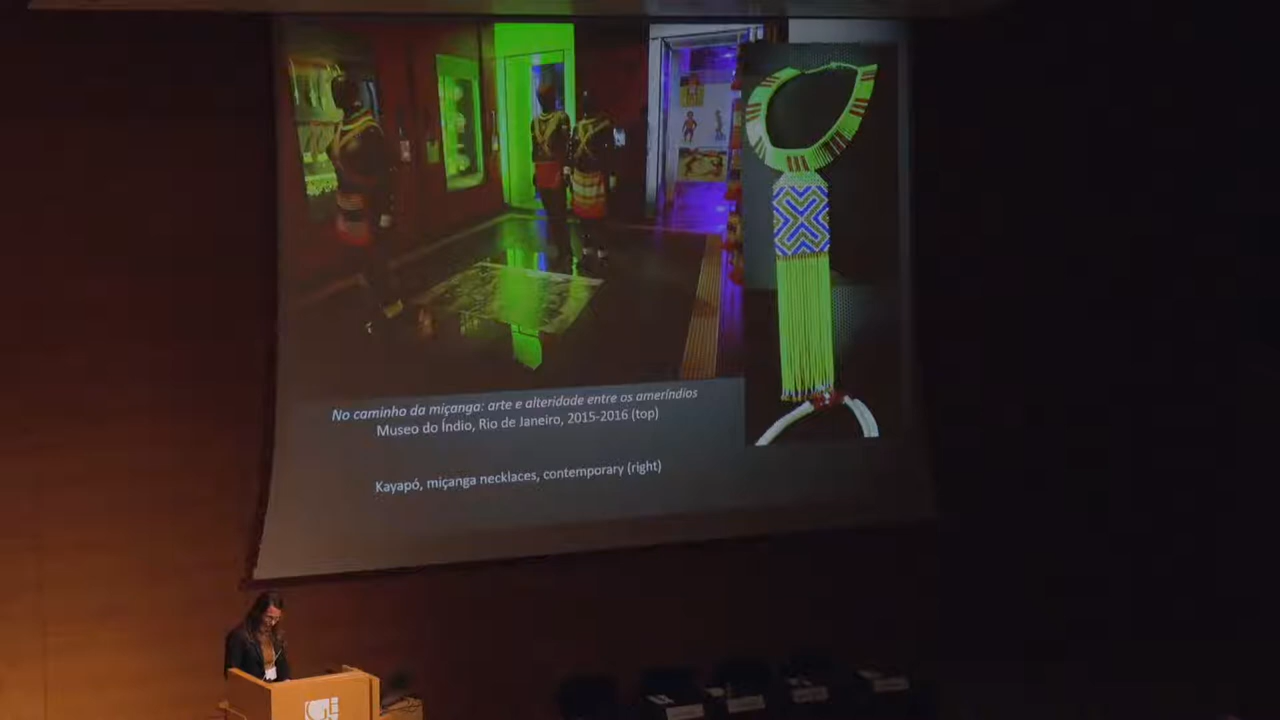 No caminho da miçanga: arte e alteridade entre os ameríndios
Museo do Índio, Rio de Janeiro, 2015-2016 (top)
Kayapó, miçanga necklaces, contemporary (right)